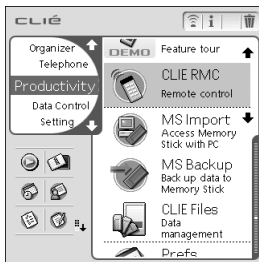 CLIÉ
i
Organizer
Telephone
Productivity
Data Control
Setting
DEMO
Feature tour
CLIE RMC
Remote control
MS Import
Access Memory
Stick with PC
MS Backup
Back up data to
Memory Stick
CLIE Files
Data
management
Prefs